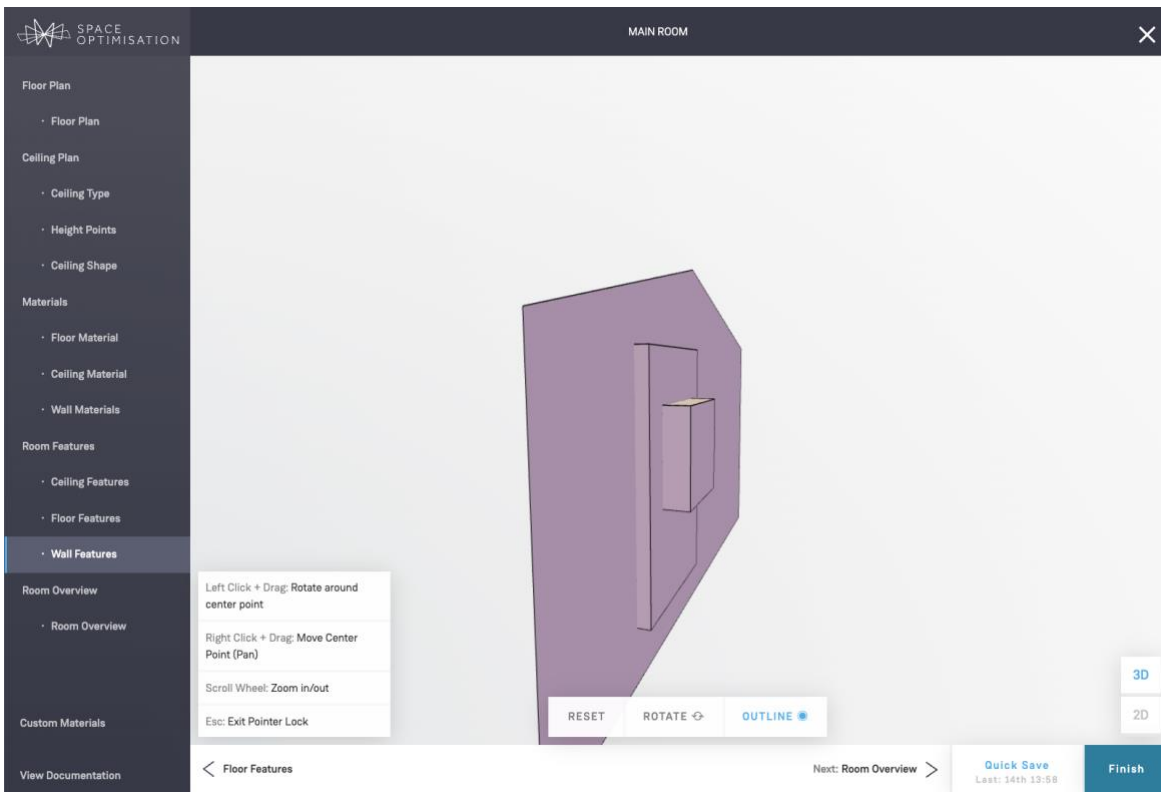 SPACE
OPTIMISATION
MAIN ROOM
Floor Plan
· Floor Plan
Ceiling Plan
· Ceiling Type
· Height Points
· Ceiling Shape
Materials
· Floor Material
· Ceiling Material
· Wall Materials
Room Features
· Ceiling Features
· Floor Features
· Wall Features
Room Overview
· Room Overview
Custom Materials
View Documentation
Left Click + Drag: Rotate around
center point
Right Click + Drag: Move Center
Point (Pan)
Scroll Wheel: Zoom in/out
Esc: Exit Pointer Lock
RESET ROTATE OUTLINE
3D
2D
Floor Features
Next: Room Overview
Quick Save
Last: 14th 13:58
Finish